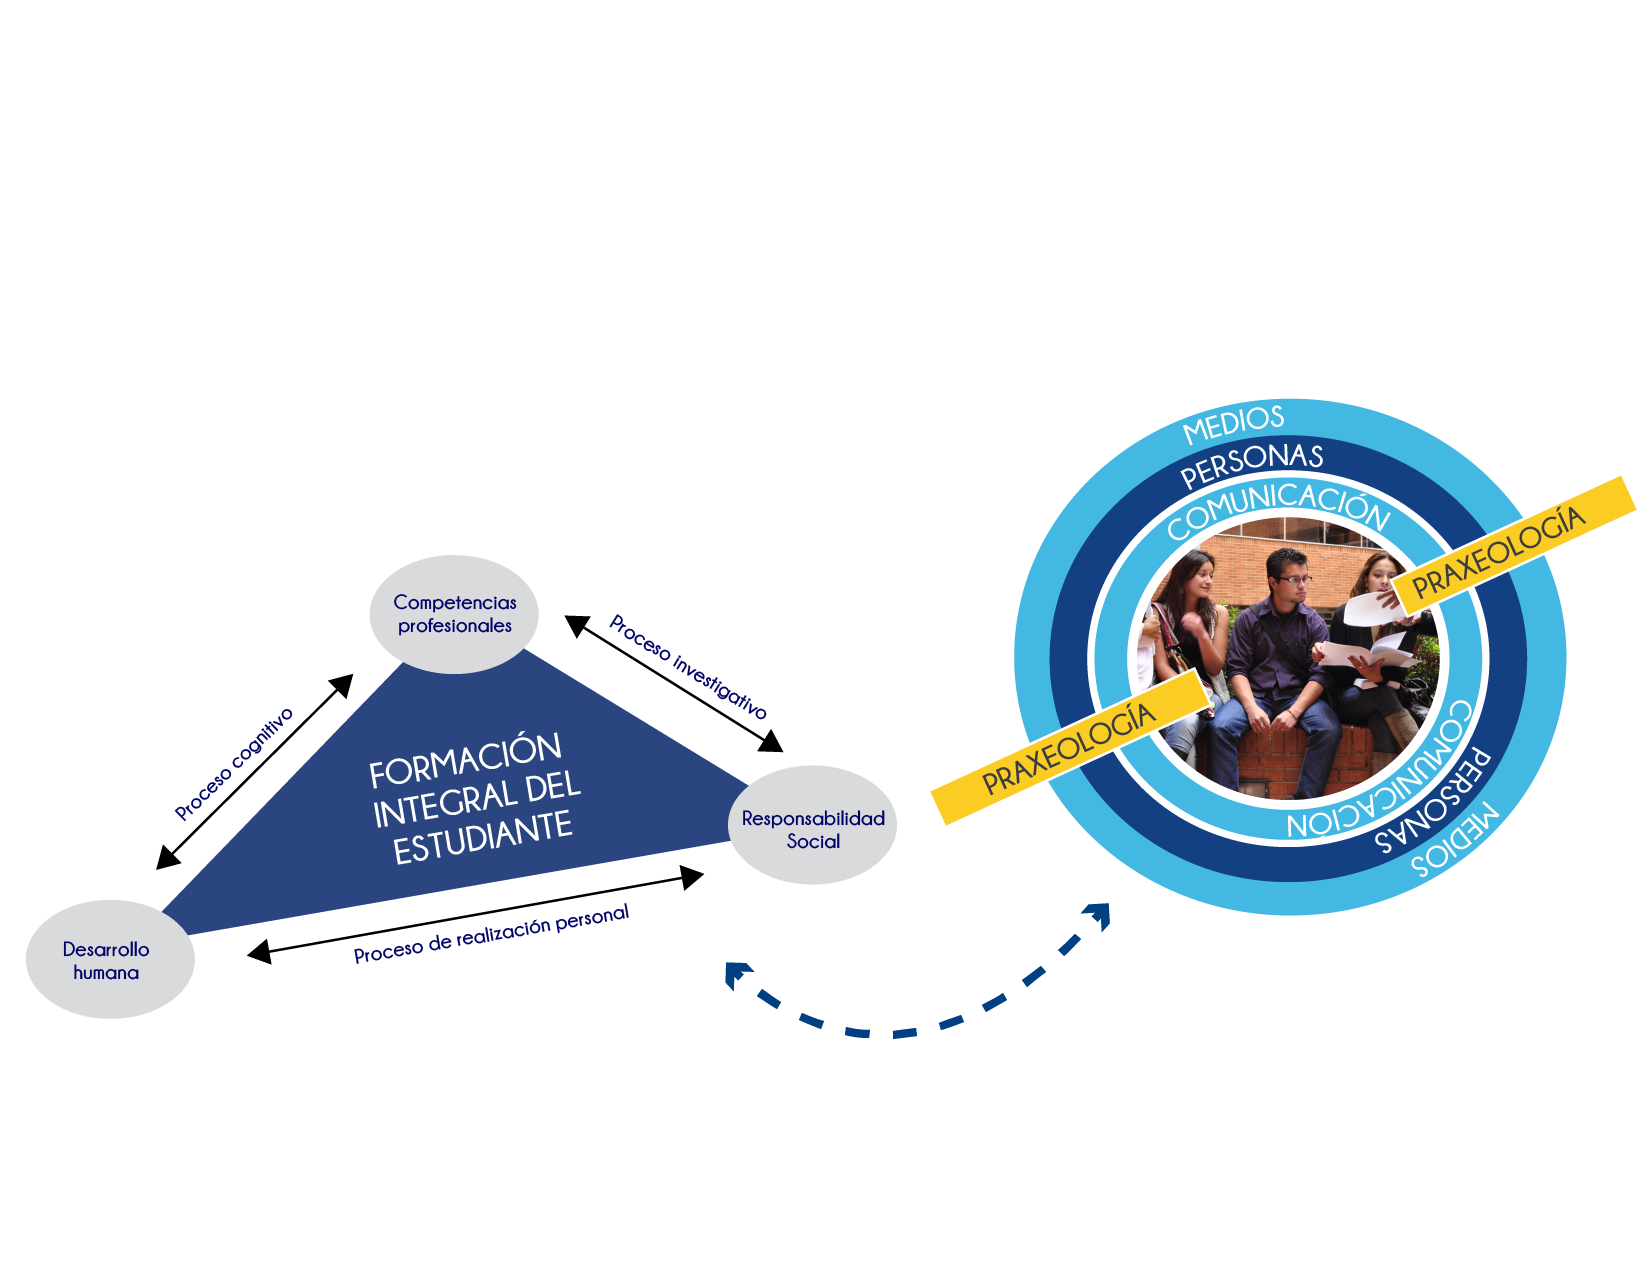 Competencias
profesionales
Proceso investigativo
Proceso cognitivo
FORMACIÓN
INTEGRAL DEL
ESTUDIANTE
Responsabilidad
Social
Desarrollo
humana
Proceso de realización personal
MEDIOS
PERSONAS
COMUNICACIÓN
PRAXEOLOGÍA
PRAXEOLOGÍA
COMUNICACIÓN
PERSONAS
MEDIOS